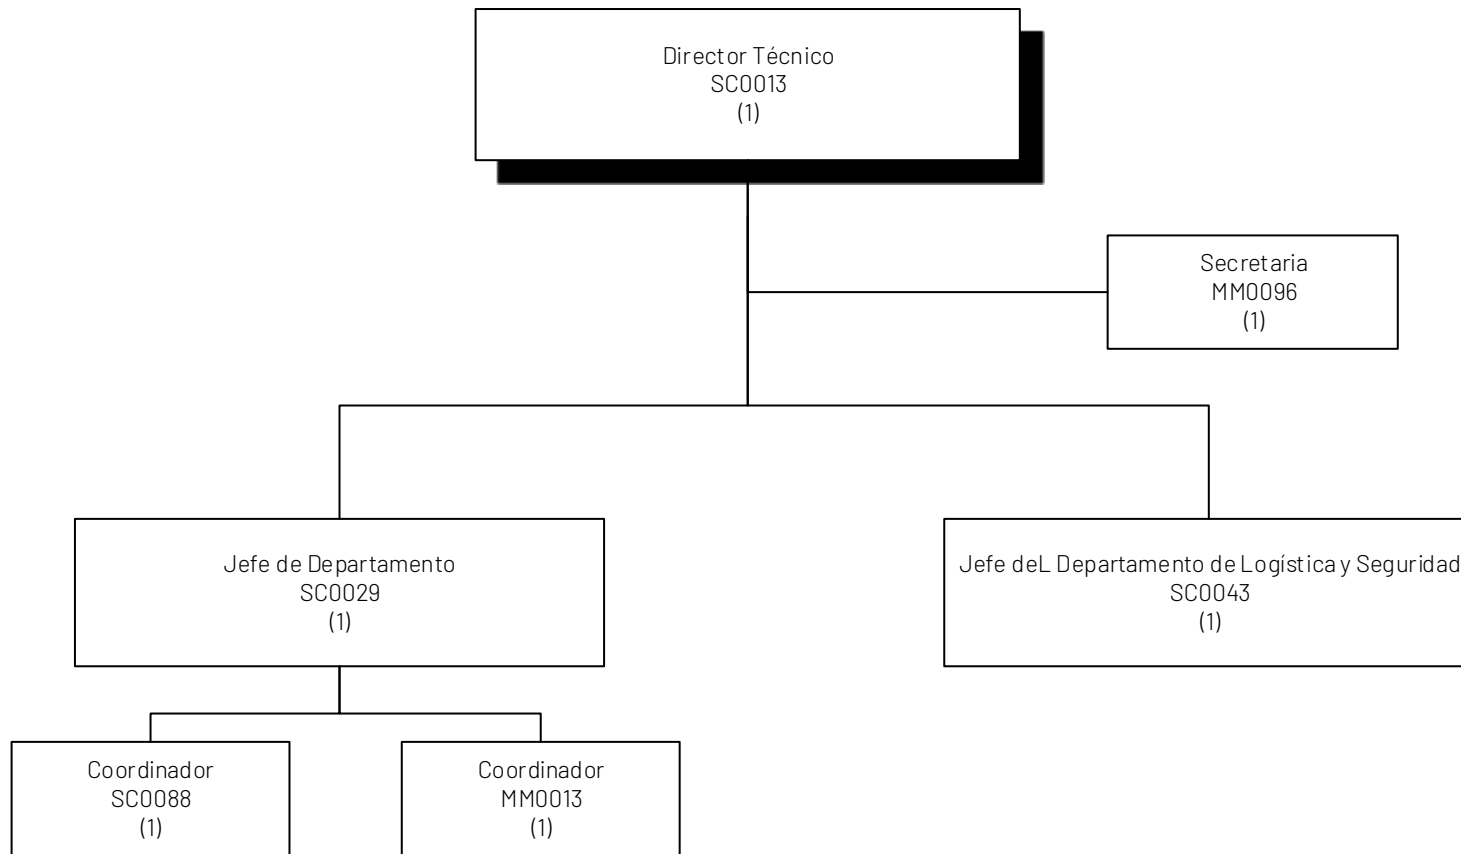 Director Técnico
SC0013
(1)
Secretaria
MM0096
(1)
Jefe de Departamento
SC0029
(1)
Jefe deL Departamento de Logística y Seguridad
SC0043
(1)
Coordinador
SC0088
(1)
Coordinador
MM0013
(1)